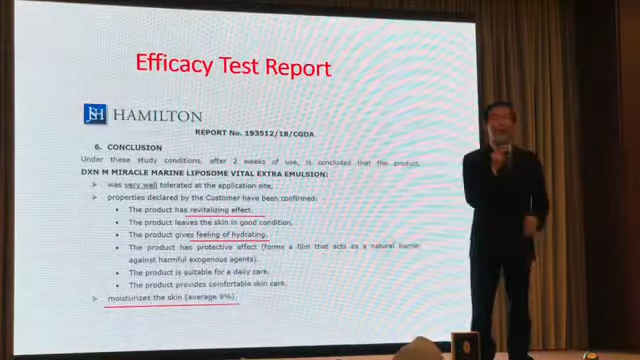 Efficacy Test Report
JSH HAMILTON
REPORT No. 193512/18/CGDA
6. CONCLUSION
Under these study conditions, after 2 weeks of use, is concluded that the product
DXN M MIRACLE MARINE LIPOSOME VITAL EXTRA EMULSION:
➢ was very well tolerated at the application site,
➢ properties declared by the Customer have been confirmed:
• The product has revitalizing effect.
• The product leaves the skin in good condition.
• The product gives feeling of hydrating.
• The product has protective effect (forms a film that acts as a natural barrier
against harmful exogenous agents).
• The product is suitable for a daily care.
• The product provides comfortable skin care.
➢ moisturizes the skin (average 9%).